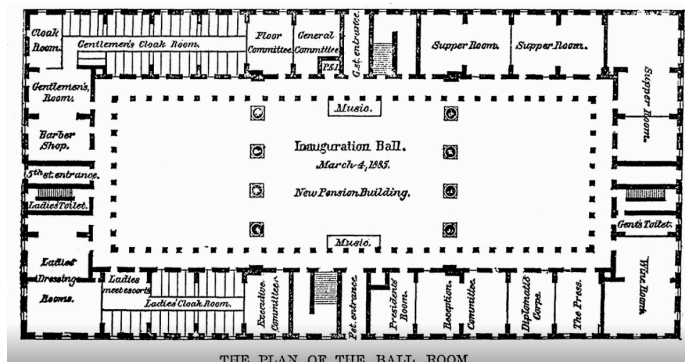 Cloak
Room.
Gentlemen's Cloak Room.
Floor
Committee.
General
Committee
P.S.I.
G.st. entrance
Supper Room.
Supper Room.
Supper Room.
Gentlemen's
Room.
Barber
Shop.
5th st. entrance.
Ladies Toilet.
Music.
Inauguration Ball.
March 4, 1885.
New Pension Building.
Music.
Gent's Toilet.
Wine Room.
Ladies
Dressing
Rooms.
Ladies
meet escorts
Ladies Cloak Room.
Executive
Committee.
F st. entrance.
Presidents
Room.
Reception
Committee.
Diplomatic
Corps.
The Press.
THE PLAN OF THE BALL ROOM